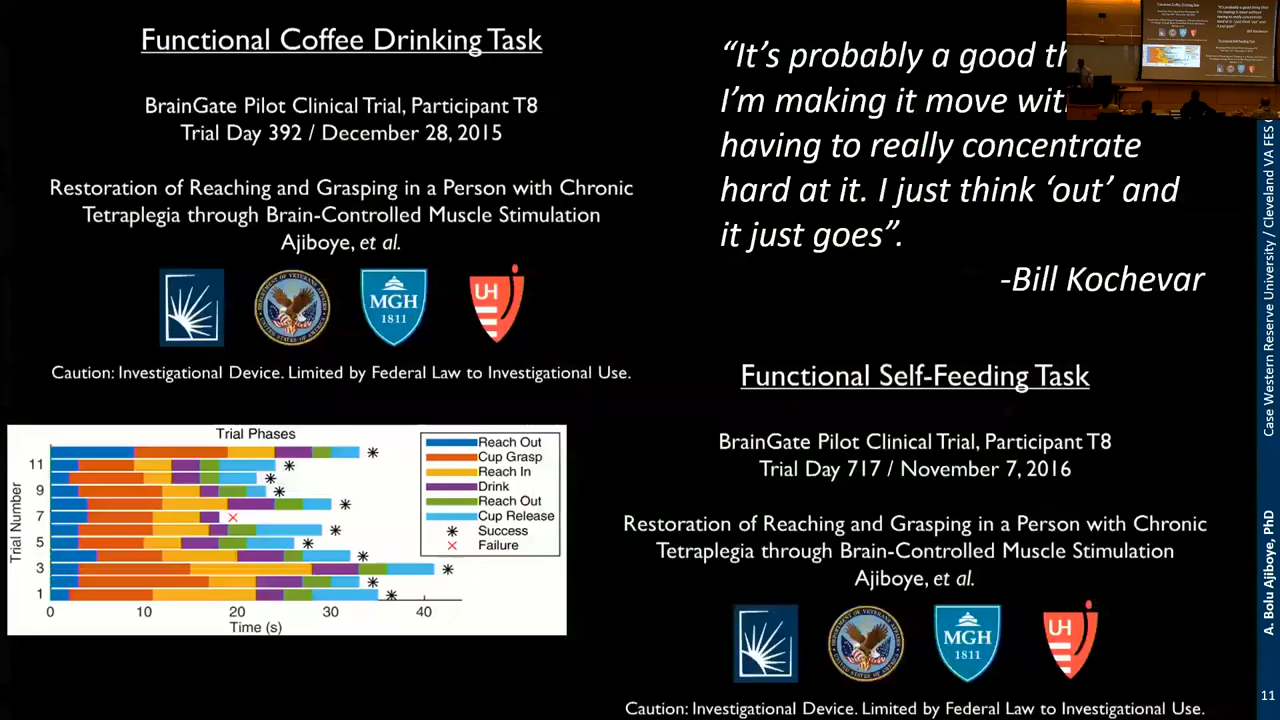 Functional Coffee Drinking Task
BrainGate Pilot Clinical Trial, Participant T8
Trial Day 392 / December 28, 2015
Restoration of Reaching and Grasping in a Person with Chronic
Tetraplegia through Brain-Controlled Muscle Stimulation
Ajiboye, et al.
MGH
1811
UH
Caution: Investigational Device. Limited by Federal Law to Investigational Use.
Trial Phases
Trial Number
11
9
7
5
3
1
0
10
20
30
40
Time (s)
Reach Out
Cup Grasp
Reach In
Drink
Reach Out
Cup Release
Success
Failure
“It’s probably a good th
I’m making it move wit
having to really concentrate
hard at it. I just think ‘out’ and
it just goes”.
-Bill Kochevar
Functional Self-Feeding Task
BrainGate Pilot Clinical Trial, Participant T8
Trial Day 717 / November 7, 2016
Restoration of Reaching and Grasping in a Person with Chronic
Tetraplegia through Brain-Controlled Muscle Stimulation
Ajiboye, et al.
MGH
1811
UH
Caution: Investigational Device. Limited by Federal Law to Investigational Use.
Case Western Reserve University / Cleveland VA FES
A. Bolu Ajiboye, PhD
11